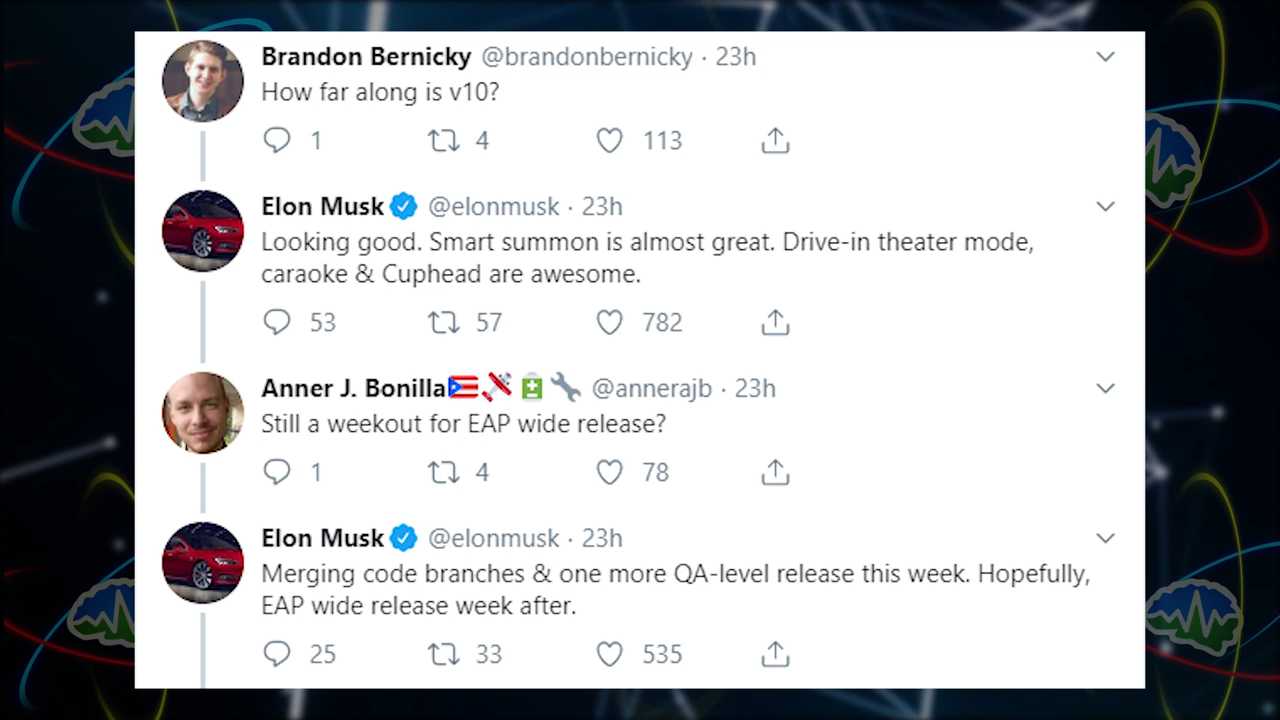 Brandon Bernicky @brandonbernicky · 23h
How far along is v10?
1 4 113
Elon Musk @elonmusk · 23h
Looking good. Smart summon is almost great. Drive-in theater mode,
caraoke & Cuphead are awesome.
53 57 782
Anner J. Bonilla🇵🇷 @annerajb · 23h
Still a weekout for EAP wide release?
1 4 78
Elon Musk @elonmusk · 23h
Merging code branches & one more QA-level release this week. Hopefully,
EAP wide release week after.
25 33 535